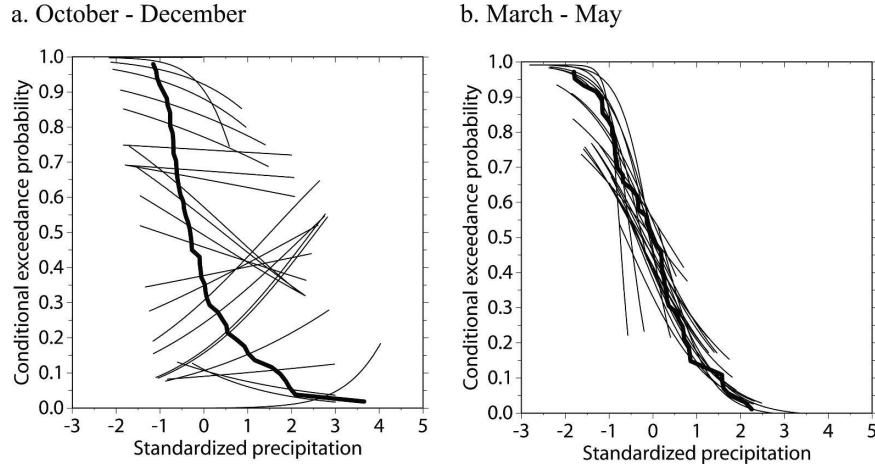 a. October - December
b. March - May
Conditional exceedance probability
1.0
0.9
0.8
0.7
0.6
0.5
0.4
0.3
0.2
0.1
0.0
-3 -2 -1 0 1 2 3 4 5
Standardized precipitation
Conditional exceedance probability
1.0
0.9
0.8
0.7
0.6
0.5
0.4
0.3
0.2
0.1
0.0
-3 -2 -1 0 1 2 3 4 5
Standardized precipitation